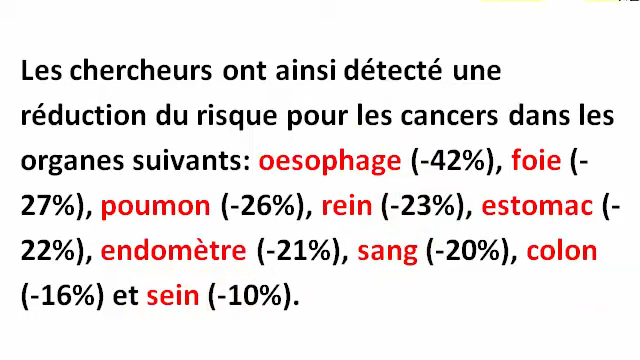 Les chercheurs ont ainsi détecté une
réduction du risque pour les cancers dans les
organes suivants: oesophage (-42%), foie (-
27%), poumon (-26%), rein (-23%), estomac (-
22%), endomètre (-21%), sang (-20%), colon
(-16%) et sein (-10%).